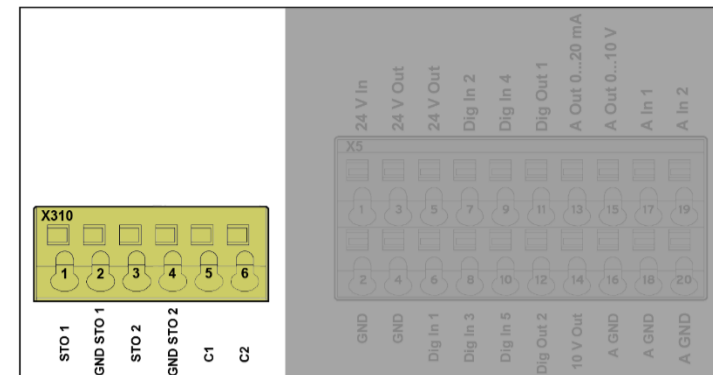 24 V In 24 V Out 24 V Out Dig In 2 Dig In 4 Dig Out 1 A Out 0...20 mA A Out 0...10 V A In 1 A In 2
X5
1 3 5 7 9 11 13 15 17 19
2 4 6 8 10 12 14 16 18 20
GND GND Dig In 1 Dig In 3 Dig In 5 Dig Out 2 10 V Out A GND A GND A GND
X310
1 2 3 4 5 6
STO 1 GND STO 1 STO 2 GND STO 2 C1 C2